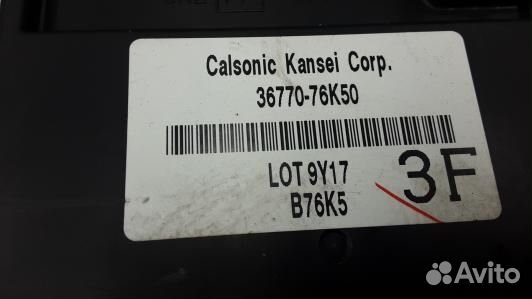 Calsonic Kansei Corp.
36770-76K50
LOT 9Y17
3F
B76K5
Avito